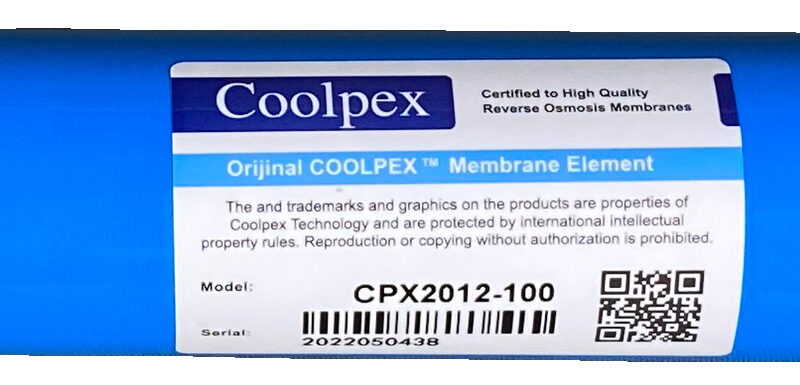 Coolpex
Certified to High Quality
Reverse Osmosis Membranes
Orijinal COOLPEX™ Membrane Element
The and trademarks and graphics on the products are properties of
Coolpex Technology and are protected by international intellectual
property rules. Reproduction or copying without authorization is prohibited.
Model: CPX2012-100
Serial: 2022050438